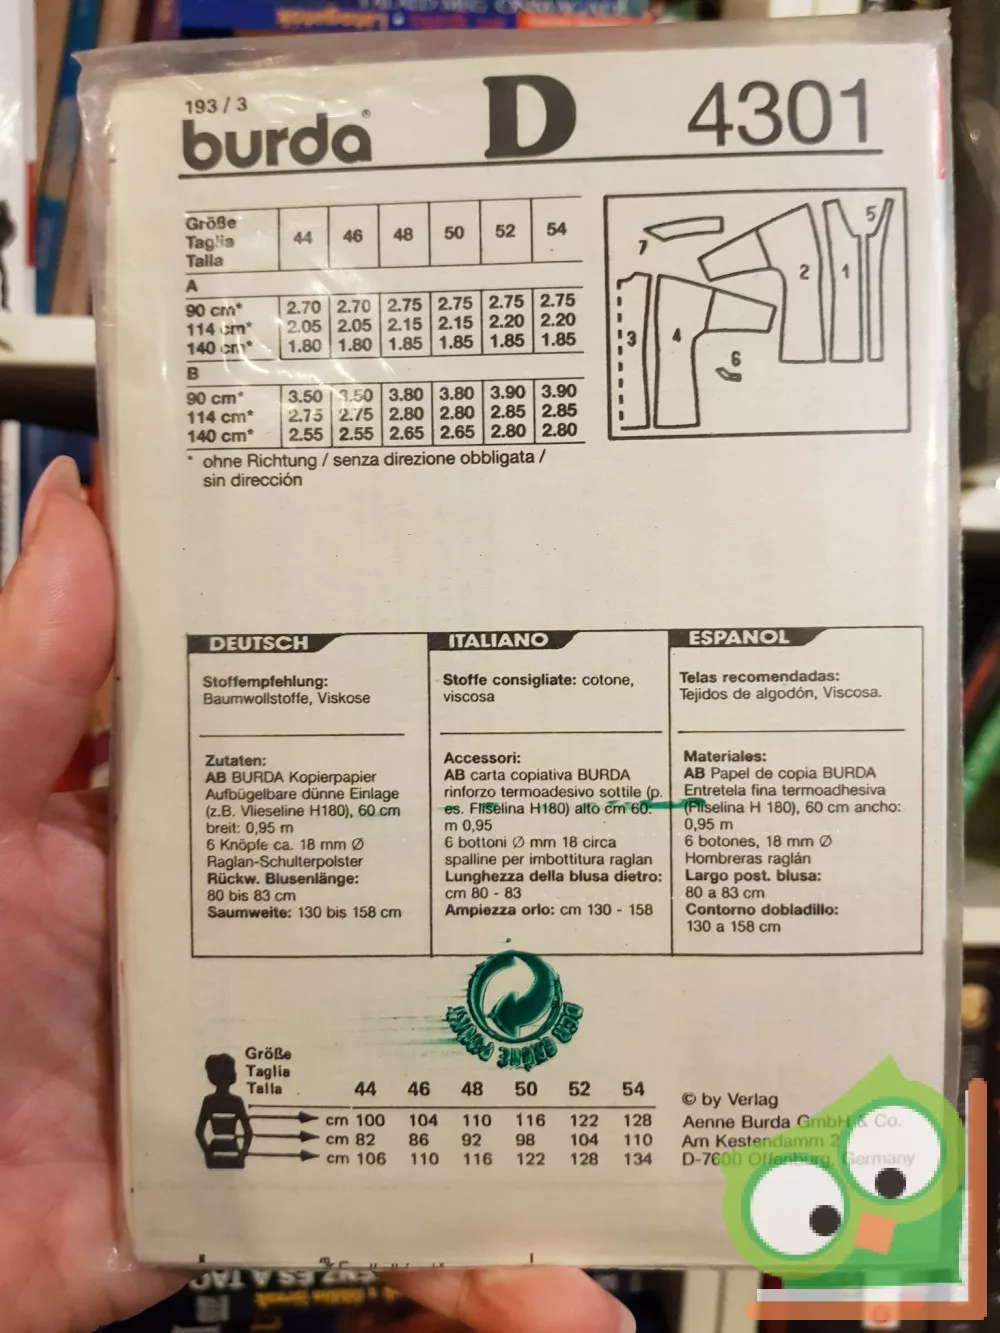 193 / 3
burda®
D
4301
Größe
Taglia
Talla
44 46 48 50 52 54
A
90 cm* 2.70 2.70 2.75 2.75 2.75 2.75
114 cm* 2.05 2.05 2.15 2.15 2.20 2.20
140 cm* 1.80 1.80 1.85 1.85 1.85 1.85
B
90 cm* 3.50 3.50 3.80 3.80 3.90 3.90
114 cm* 2.75 2.75 2.80 2.80 2.85 2.85
140 cm* 2.55 2.55 2.65 2.65 2.80 2.80
* ohne Richtung / senza direzione obbligata /
sin dirección
7 2 1 5
3 4 6
DEUTSCH
Stoffempfehlung:
Baumwollstoffe, Viskose
Zutaten:
AB BURDA Kopierpapier
Aufbügelbare dünne Einlage
(z.B. Vlieseline H180), 60 cm
breit: 0,95 m
6 Knöpfe ca. 18 mm Ø
Raglan-Schulterpolster
Rückw. Blusenlänge:
80 bis 83 cm
Saumweite: 130 bis 158 cm
ITALIANO
Stoffe consigliate: cotone,
viscosa
Accessori:
AB carta copiativa BURDA
rinforzo termoadesivo sottile (p.
es. Fliselina H180) alto cm 60:
m 0,95
6 bottoni Ø mm 18 circa
spalline per imbottitura raglan
Lunghezza della blusa dietro:
cm 80 - 83
Ampiezza orlo: cm 130 - 158
ESPANOL
Telas recomendadas:
Tejidos de algodón, Viscosa.
Materiales:
AB Papel de copia BURDA
Entretela fina termoadhesiva
(Fliselina H 180), 60 cm ancho:
0,95 m
6 botones, 18 mm Ø
Hombreras raglán
Largo post. blusa:
80 a 83 cm
Contorno dobladillo:
130 a 158 cm
DER GRÜNE PUNKT
Größe
Taglia
Talla
44 46 48 50 52 54
cm 100 104 110 116 122 128
cm 82 86 92 98 104 110
cm 106 110 116 122 128 134
© by Verlag
Aenne Burda GmbH & Co.
Am Kestendamm 2
D-7600 Offenburg, Germany